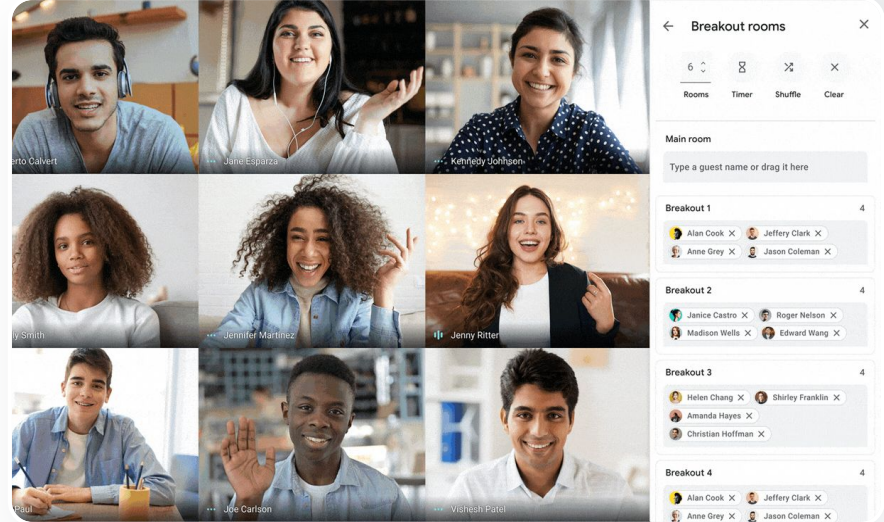 Breakout rooms
6
Rooms Timer Shuffle Clear
Main room
Type a guest name or drag it here
Breakout 1 4
Alan Cook Jeffery Clark
Anne Grey Jason Coleman
Breakout 2 4
Janice Castro Roger Nelson
Madison Wells Edward Wang
Breakout 3 4
Helen Chang Shirley Franklin
Amanda Hayes
Christian Hoffman
Breakout 4 4
Alan Cook Jeffery Clark
Anne Grey Jason Coleman
erto Calvert
Jane Esparza
Kennedy Johnson
ly Smith
Jennifer Martinez
Jenny Ritter
Paul
Joe Carlson
Vishesh Patel